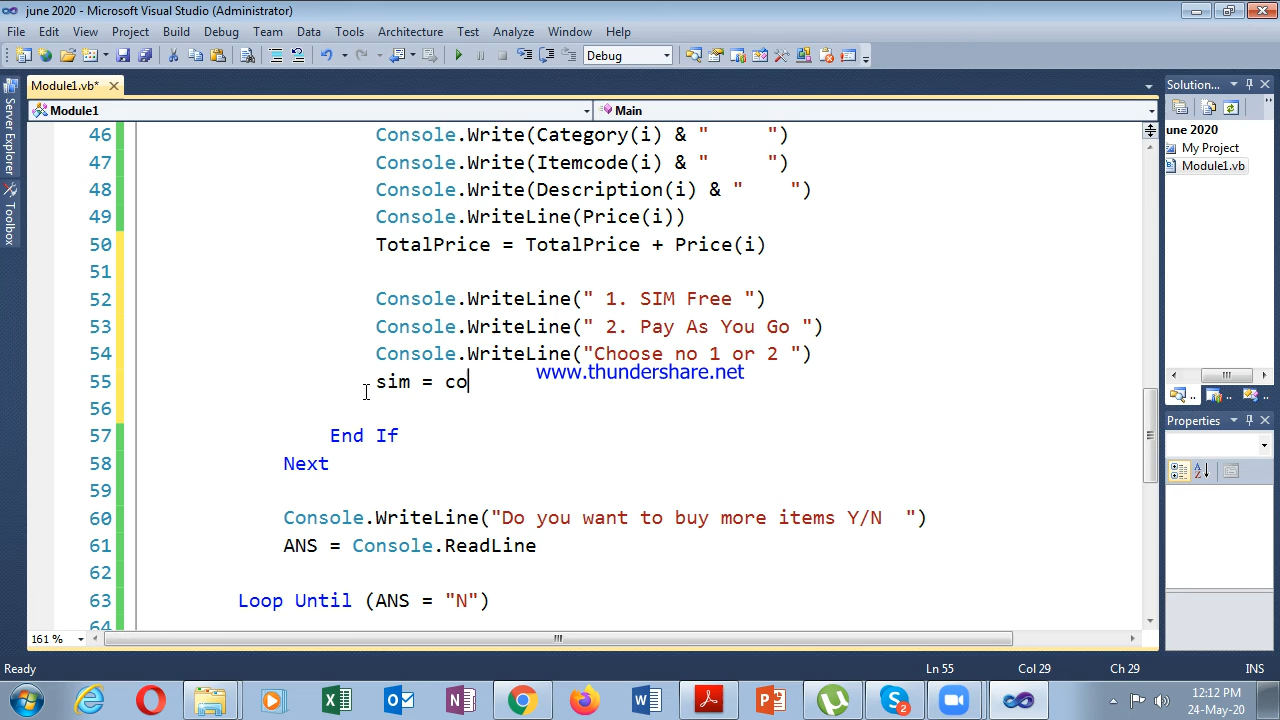 june 2020 - Microsoft Visual Studio (Administrator)
File Edit View Project Build Debug Team Data Tools Architecture Test Analyze Window Help
Debug
Module1.vb*
Solution...
Module1 Main
Server Explorer
Toolbox
june 2020
My Project
Module1.vb
46 Console.Write(Category(i) & "     ")
47 Console.Write(Itemcode(i) & "     ")
48 Console.Write(Description(i) & "    ")
49 Console.WriteLine(Price(i))
50 TotalPrice = TotalPrice + Price(i)
51
52 Console.WriteLine(" 1. SIM Free ")
53 Console.WriteLine(" 2. Pay As You Go ")
54 Console.WriteLine("Choose no 1 or 2 ")
www.thundershare.net
55 sim = co
56
57 End If
58 Next
59
60 Console.WriteLine("Do you want to buy more items Y/N  ")
61 ANS = Console.ReadLine
62
63 Loop Until (ANS = "N")
64
Properties
161 %
Ready Ln 55 Col 29 Ch 29 INS
12:12 PM
24-May-20